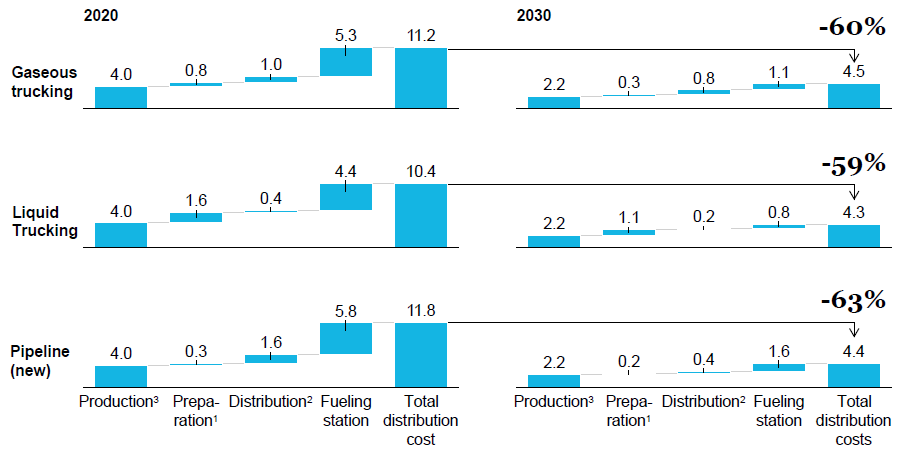 2020
2030
-60%
Gaseous
trucking
4.0
0.8
1.0
5.3
11.2
2.2
0.3
0.8
1.1
4.5
-59%
Liquid
Trucking
4.0
1.6
0.4
4.4
10.4
2.2
1.1
0.2
0.8
4.3
-63%
Pipeline
(new)
4.0
0.3
1.6
5.8
11.8
2.2
0.2
0.4
1.6
4.4
Production³
Prepa-
ration¹
Distribution²
Fueling
station
Total
distribution
cost
Production³
Prepa-
ration¹
Distribution²
Fueling
station
Total
distribution
costs